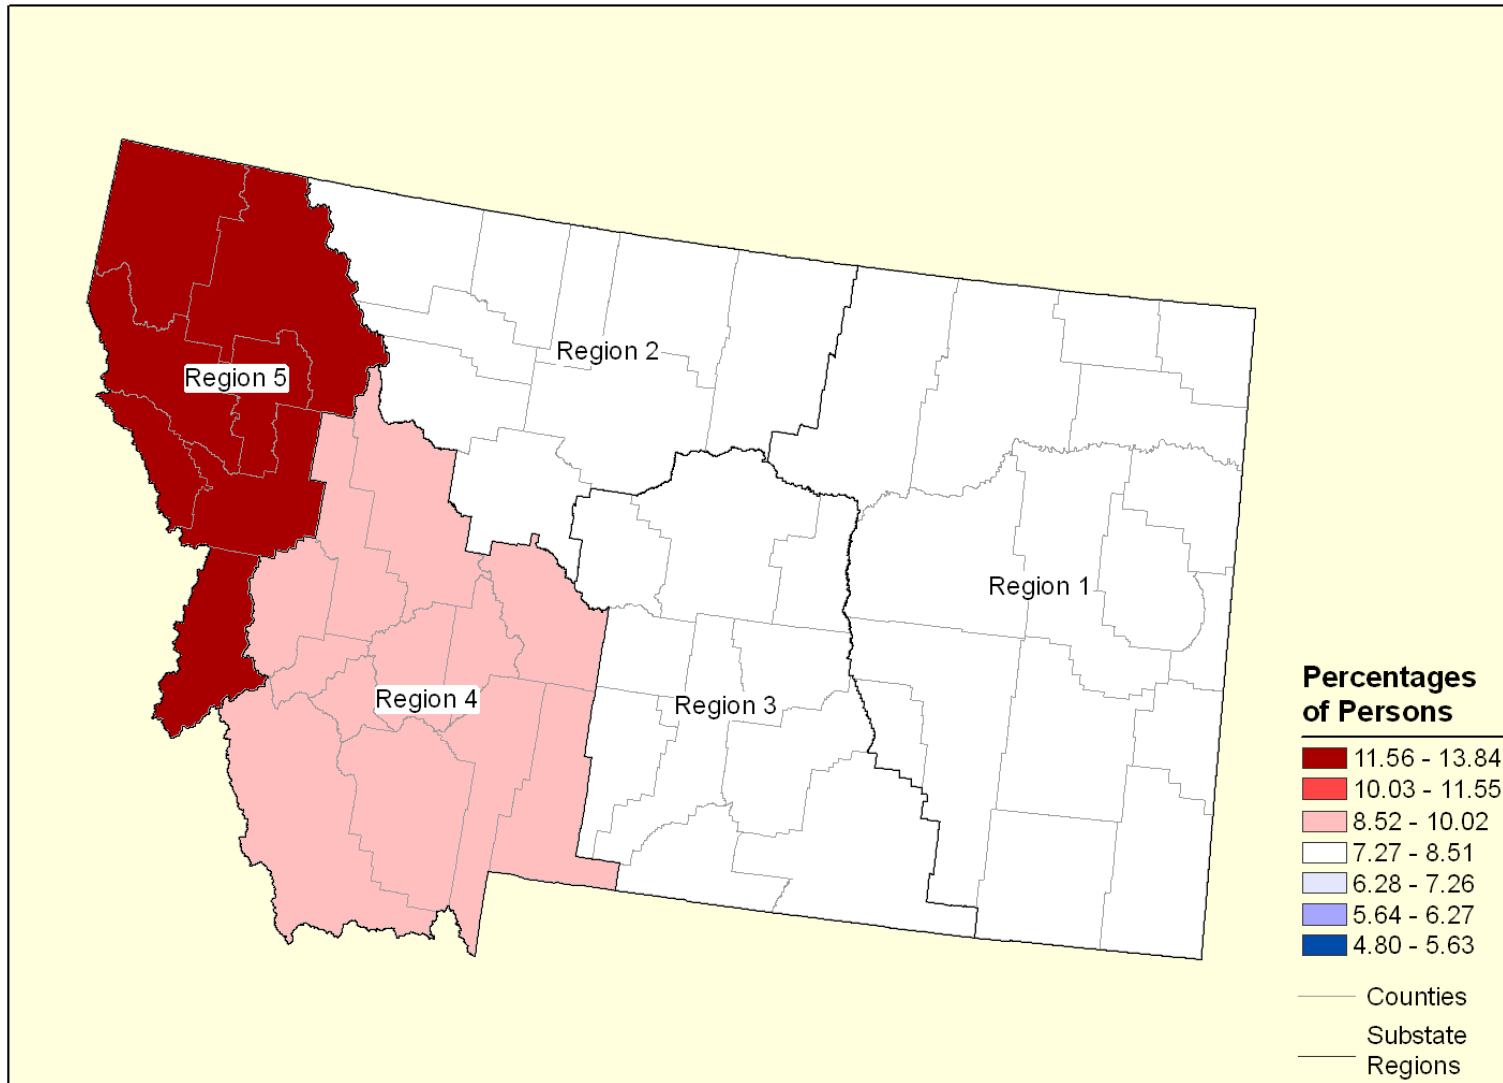 Region 2
Region 5
Region 1
Region 4
Region 3
Percentages
of Persons
11.56 - 13.84
10.03 - 11.55
8.52 - 10.02
7.27 - 8.51
6.28 - 7.26
5.64 - 6.27
4.80 - 5.63
Counties
Substate
Regions